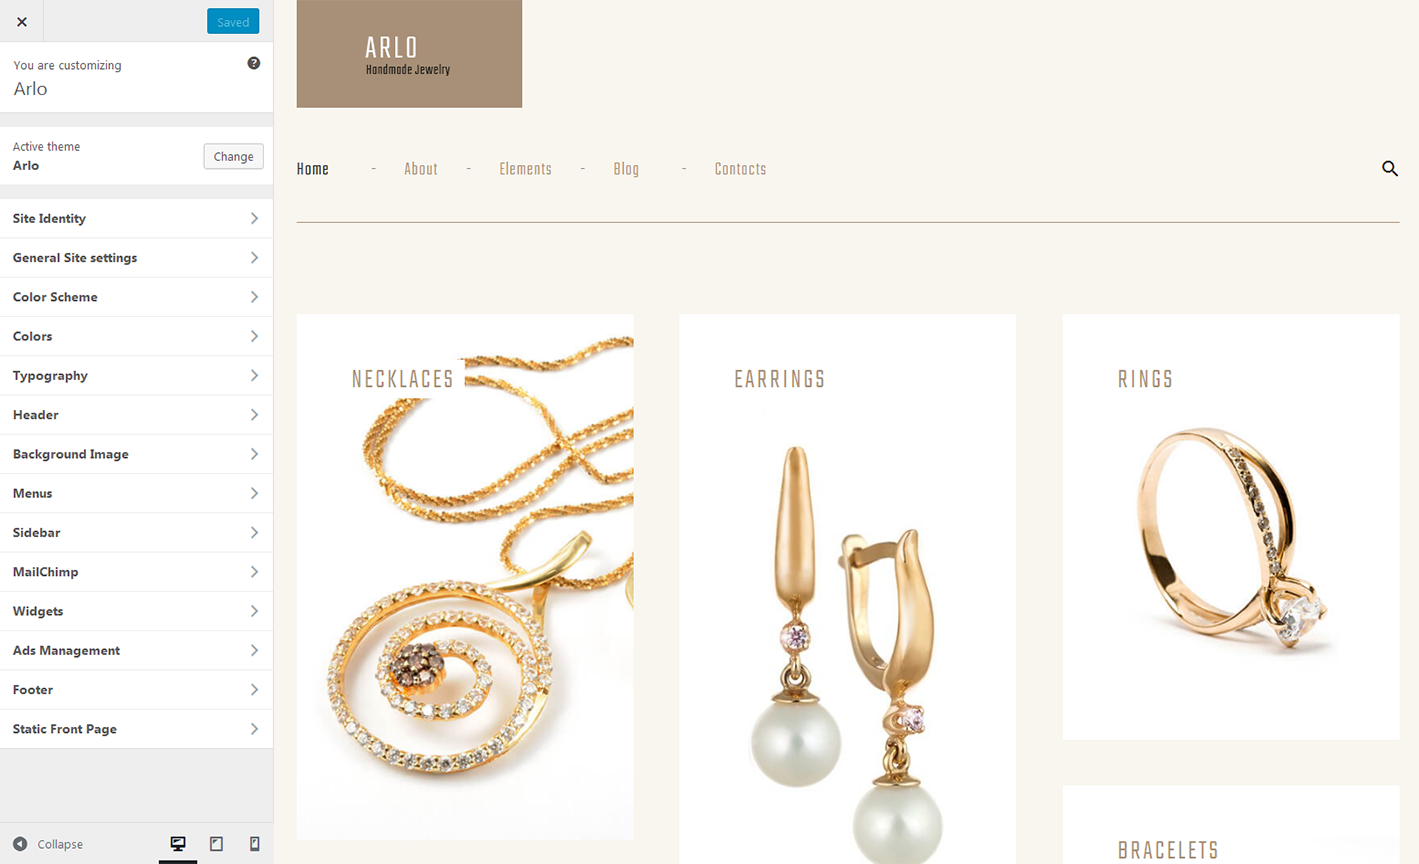 Saved
You are customizing
Arlo
Active theme
Arlo
Change
Site Identity
General Site settings
Color Scheme
Colors
Typography
Header
Background Image
Menus
Sidebar
MailChimp
Widgets
Ads Management
Footer
Static Front Page
Collapse
ARLO
Handmade Jewelry
Home - About - Elements - Blog - Contacts
NECKLACES
EARRINGS
RINGS
BRACELETS